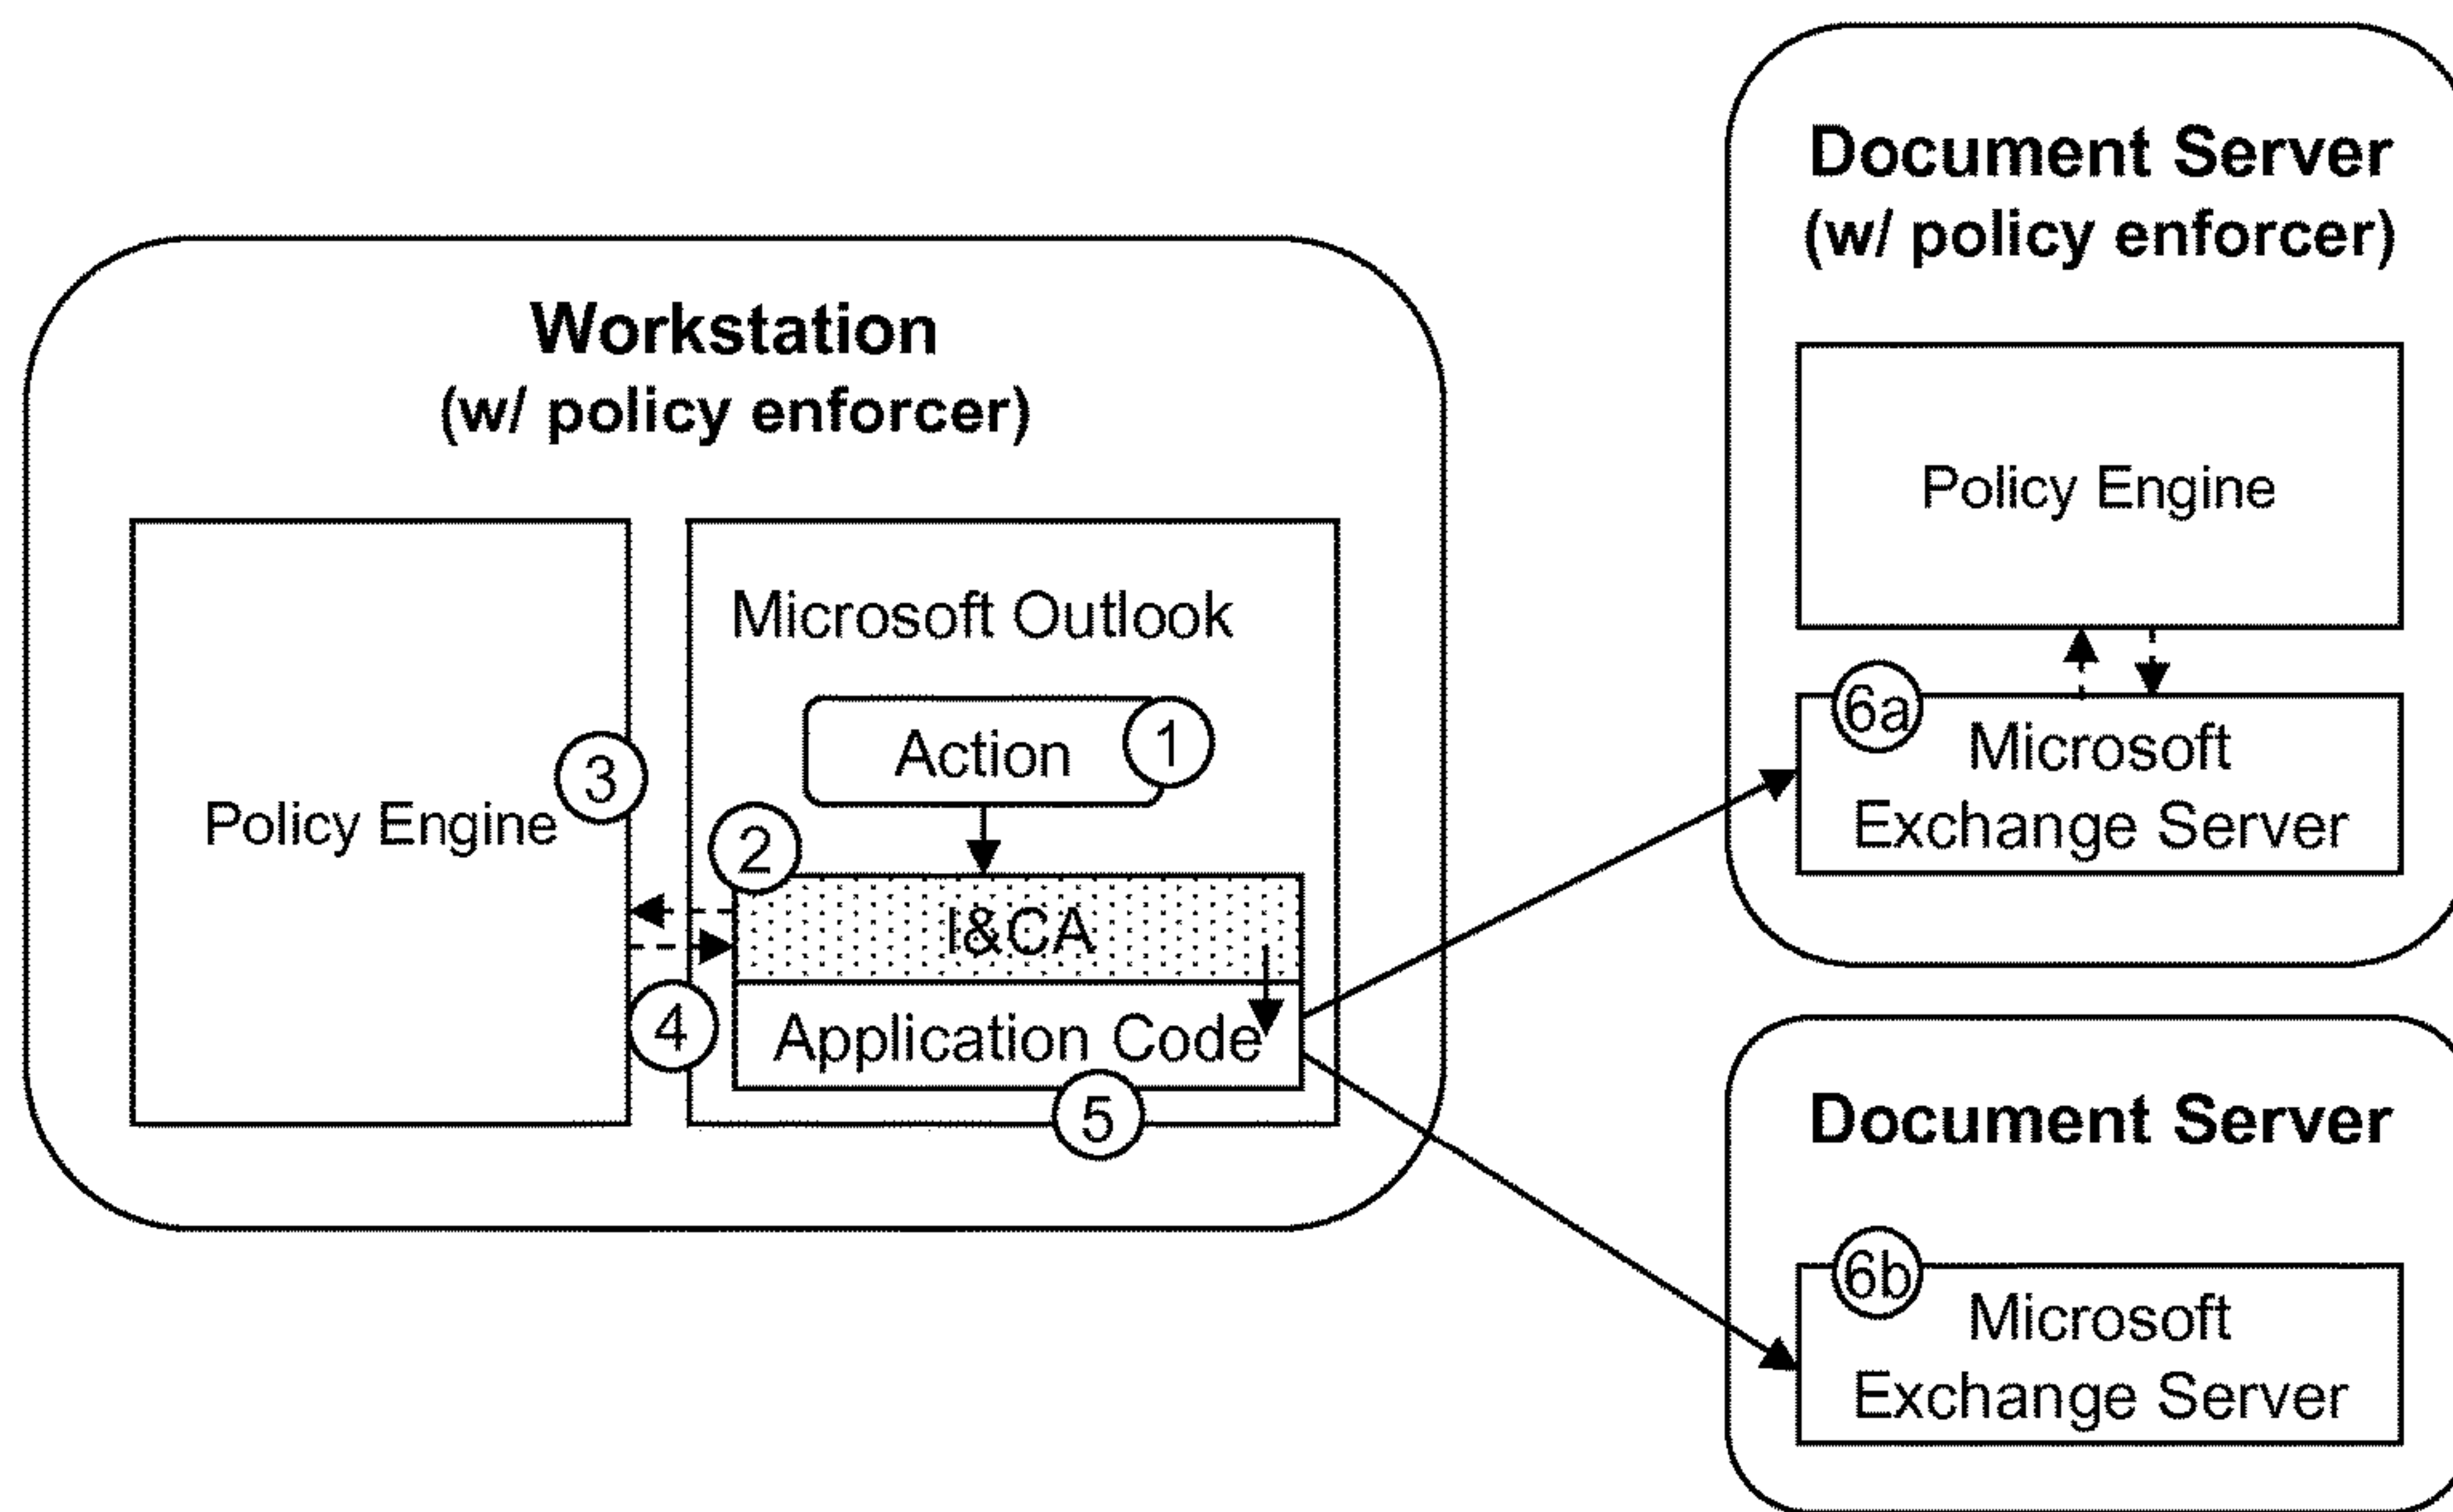 Workstation
(w/ policy enforcer)
Policy Engine
3
Microsoft Outlook
Action
1
2
I&CA
4
Application Code
5
Document Server
(w/ policy enforcer)
Policy Engine
6a
Microsoft
Exchange Server
Document Server
6b
Microsoft
Exchange Server